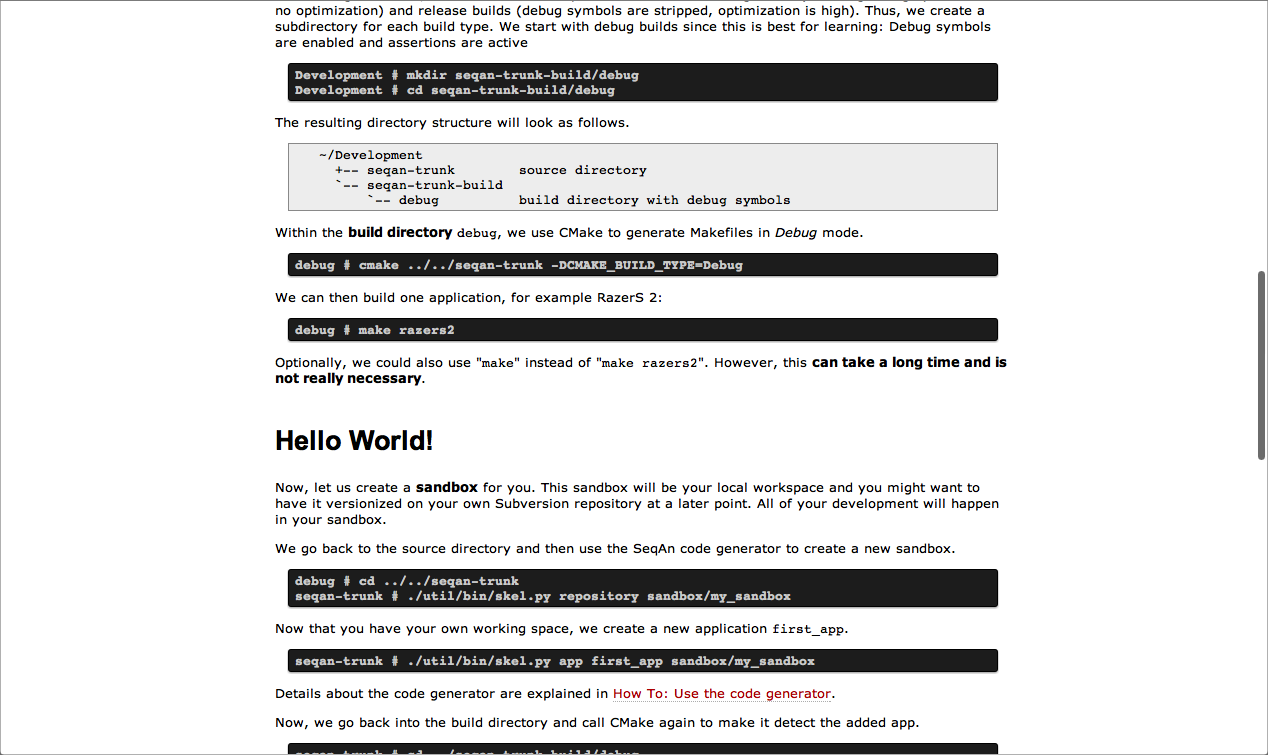 no optimization) and release builds (debug symbols are stripped, optimization is high). Thus, we create a
subdirectory for each build type. We start with debug builds since this is best for learning: Debug symbols
are enabled and assertions are active
Development # mkdir seqan-trunk-build/debug
Development # cd seqan-trunk-build/debug
The resulting directory structure will look as follows.
~/Development
+-- seqan-trunk        source directory
`-- seqan-trunk-build
`-- debug          build directory with debug symbols
Within the build directory debug, we use CMake to generate Makefiles in Debug mode.
debug # cmake ../../seqan-trunk -DCMAKE_BUILD_TYPE=Debug
We can then build one application, for example RazerS 2:
debug # make razers2
Optionally, we could also use "make" instead of "make razers2". However, this can take a long time and is
not really necessary.
Hello World!
Now, let us create a sandbox for you. This sandbox will be your local workspace and you might want to
have it versionized on your own Subversion repository at a later point. All of your development will happen
in your sandbox.
We go back to the source directory and then use the SeqAn code generator to create a new sandbox.
debug # cd ../../seqan-trunk
seqan-trunk # ./util/bin/skel.py repository sandbox/my_sandbox
Now that you have your own working space, we create a new application first_app.
seqan-trunk # ./util/bin/skel.py app first_app sandbox/my_sandbox
Details about the code generator are explained in How To: Use the code generator.
Now, we go back into the build directory and call CMake again to make it detect the added app.